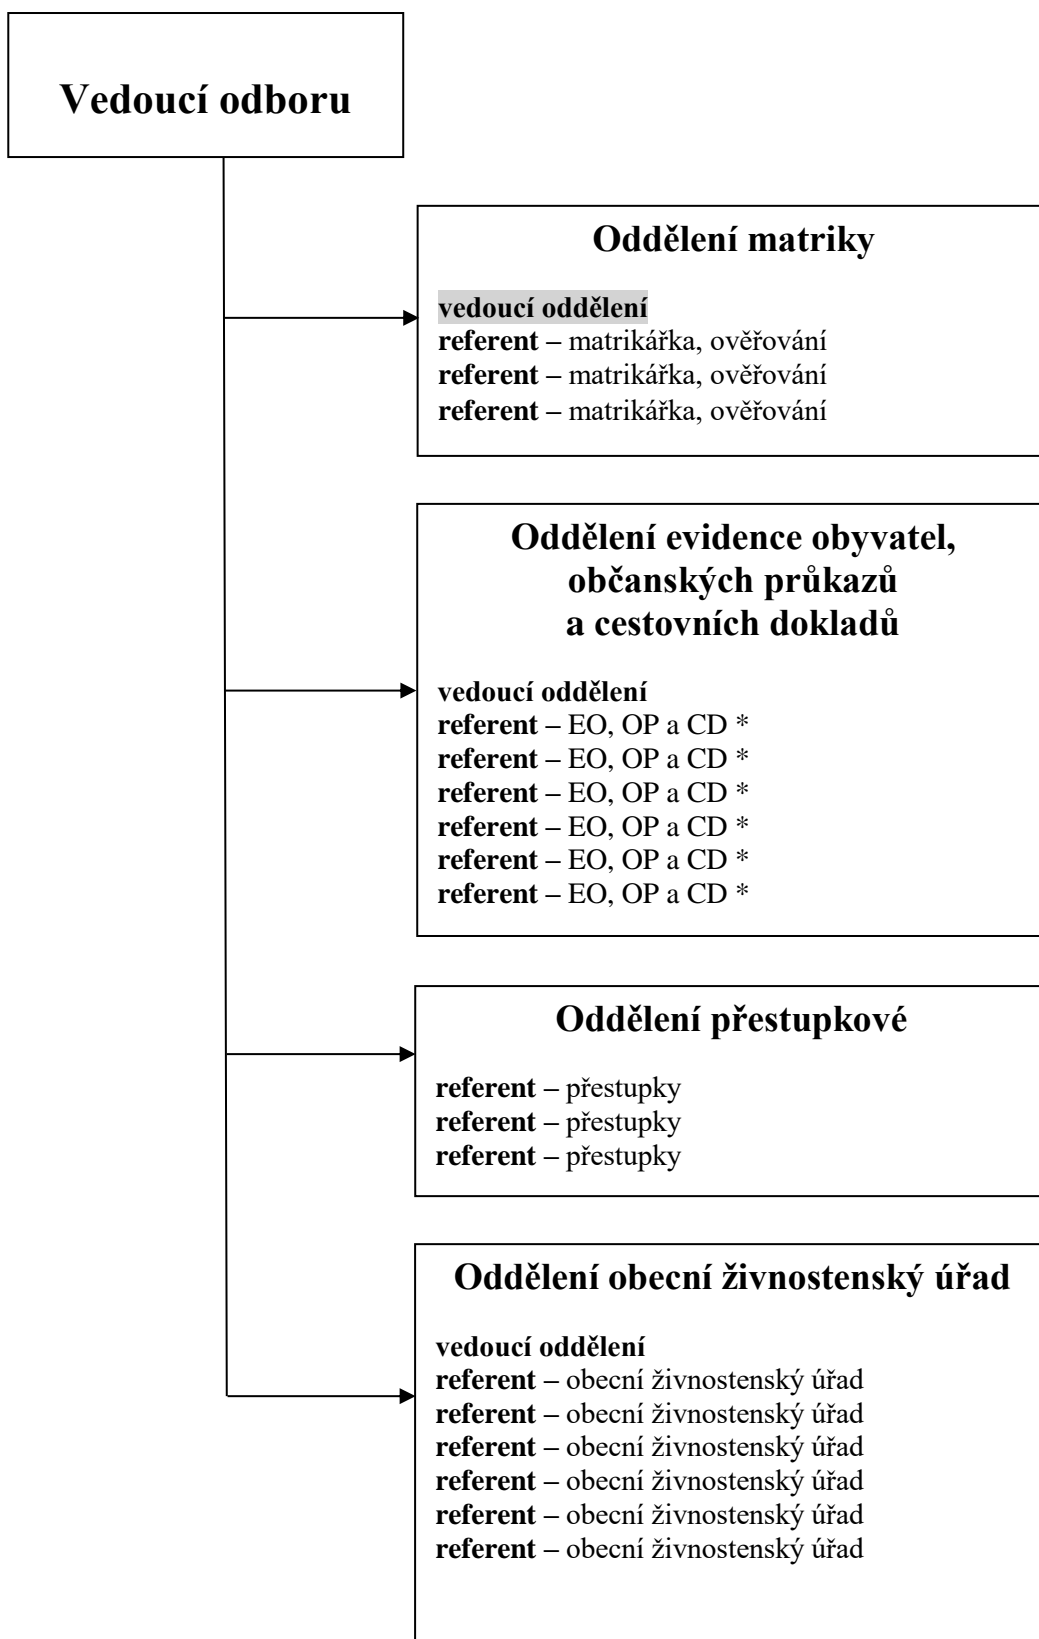 Vedoucí odboru
Oddělení matriky
vedoucí oddělení
referent – matrikářka, ověřování
referent – matrikářka, ověřování
referent – matrikářka, ověřování
Oddělení evidence obyvatel,
občanských průkazů
a cestovních dokladů
vedoucí oddělení
referent – EO, OP a CD *
referent – EO, OP a CD *
referent – EO, OP a CD *
referent – EO, OP a CD *
referent – EO, OP a CD *
referent – EO, OP a CD *
Oddělení přestupkové
referent – přestupky
referent – přestupky
referent – přestupky
Oddělení obecní živnostenský úřad
vedoucí oddělení
referent – obecní živnostenský úřad
referent – obecní živnostenský úřad
referent – obecní živnostenský úřad
referent – obecní živnostenský úřad
referent – obecní živnostenský úřad
referent – obecní živnostenský úřad